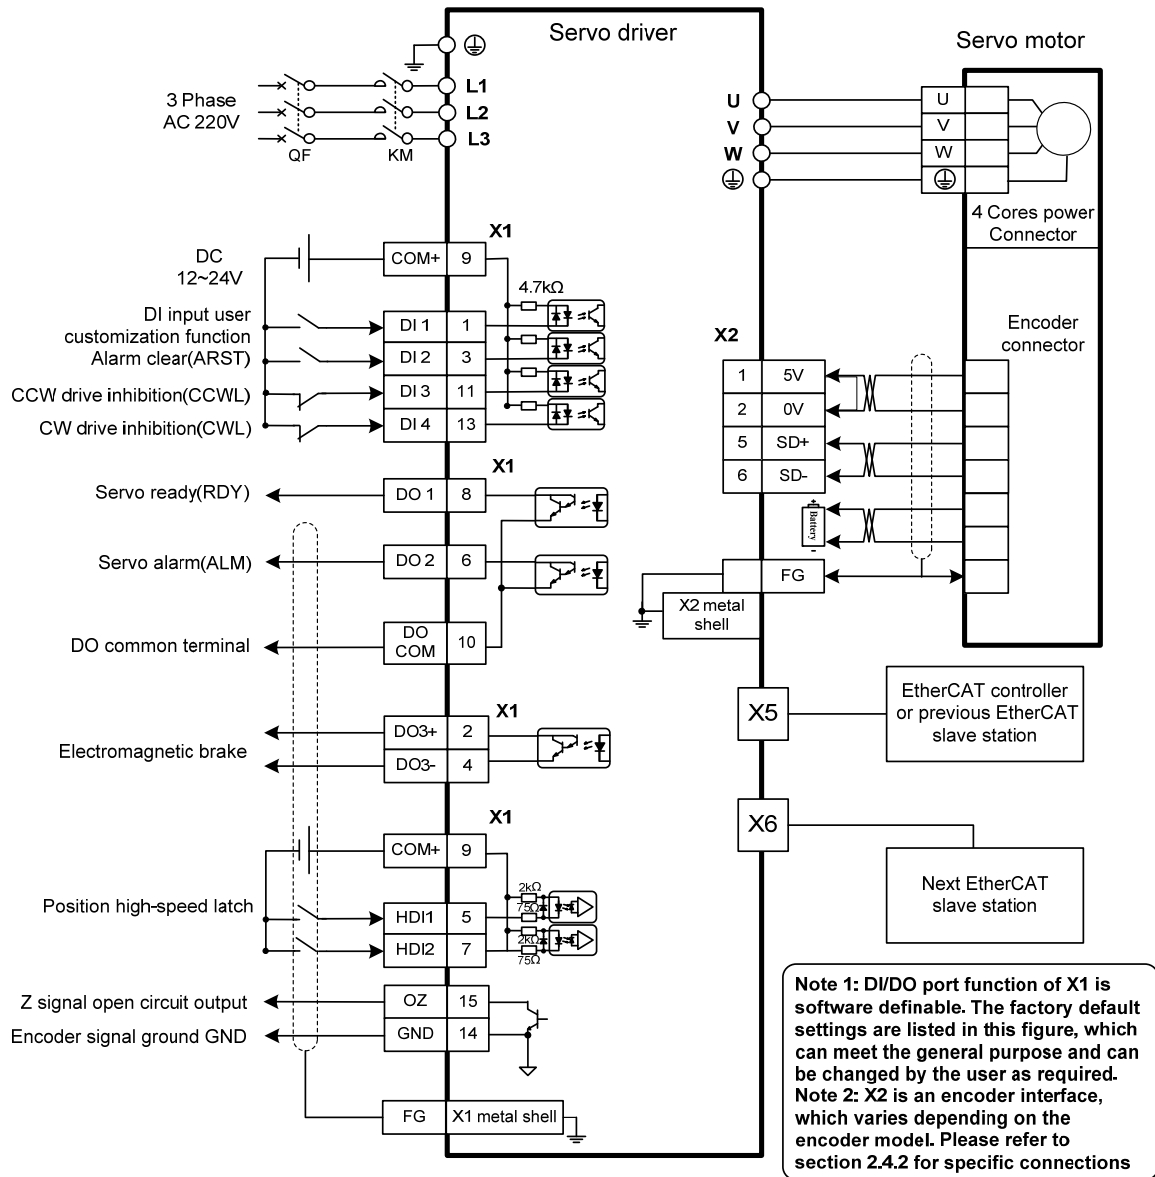 Servo driver
Servo motor
3 Phase
AC 220V
QF
KM
L1
L2
L3
U
V
W
U
V
W
4 Cores power
Connector
X1
DC
12~24V
COM+ 9
4.7kΩ
DI input user
customization function
DI 1 1
Alarm clear(ARST)
DI 2 3
CCW drive inhibition(CCWL)
DI 3 11
CW drive inhibition(CWL)
DI 4 13
X2
Encoder
connector
1 5V
2 0V
5 SD+
6 SD-
+
Battery
-
FG
X2 metal
shell
X1
Servo ready(RDY)
DO 1 8
Servo alarm(ALM)
DO 2 6
DO common terminal
DO
COM
10
X1
Electromagnetic brake
DO3+ 2
DO3- 4
X5
EtherCAT controller
or previous EtherCAT
slave station
X6
Next EtherCAT
slave station
X1
COM+ 9
Position high-speed latch
HDI1 5
HDI2 7
2kΩ
75Ω
2kΩ
75Ω
Z signal open circuit output
OZ 15
Encoder signal ground GND
GND 14
FG X1 metal shell
Note 1: DI/DO port function of X1 is
software definable. The factory default
settings are listed in this figure, which
can meet the general purpose and can
be changed by the user as required.
Note 2: X2 is an encoder interface,
which varies depending on the
encoder model. Please refer to
section 2.4.2 for specific connections